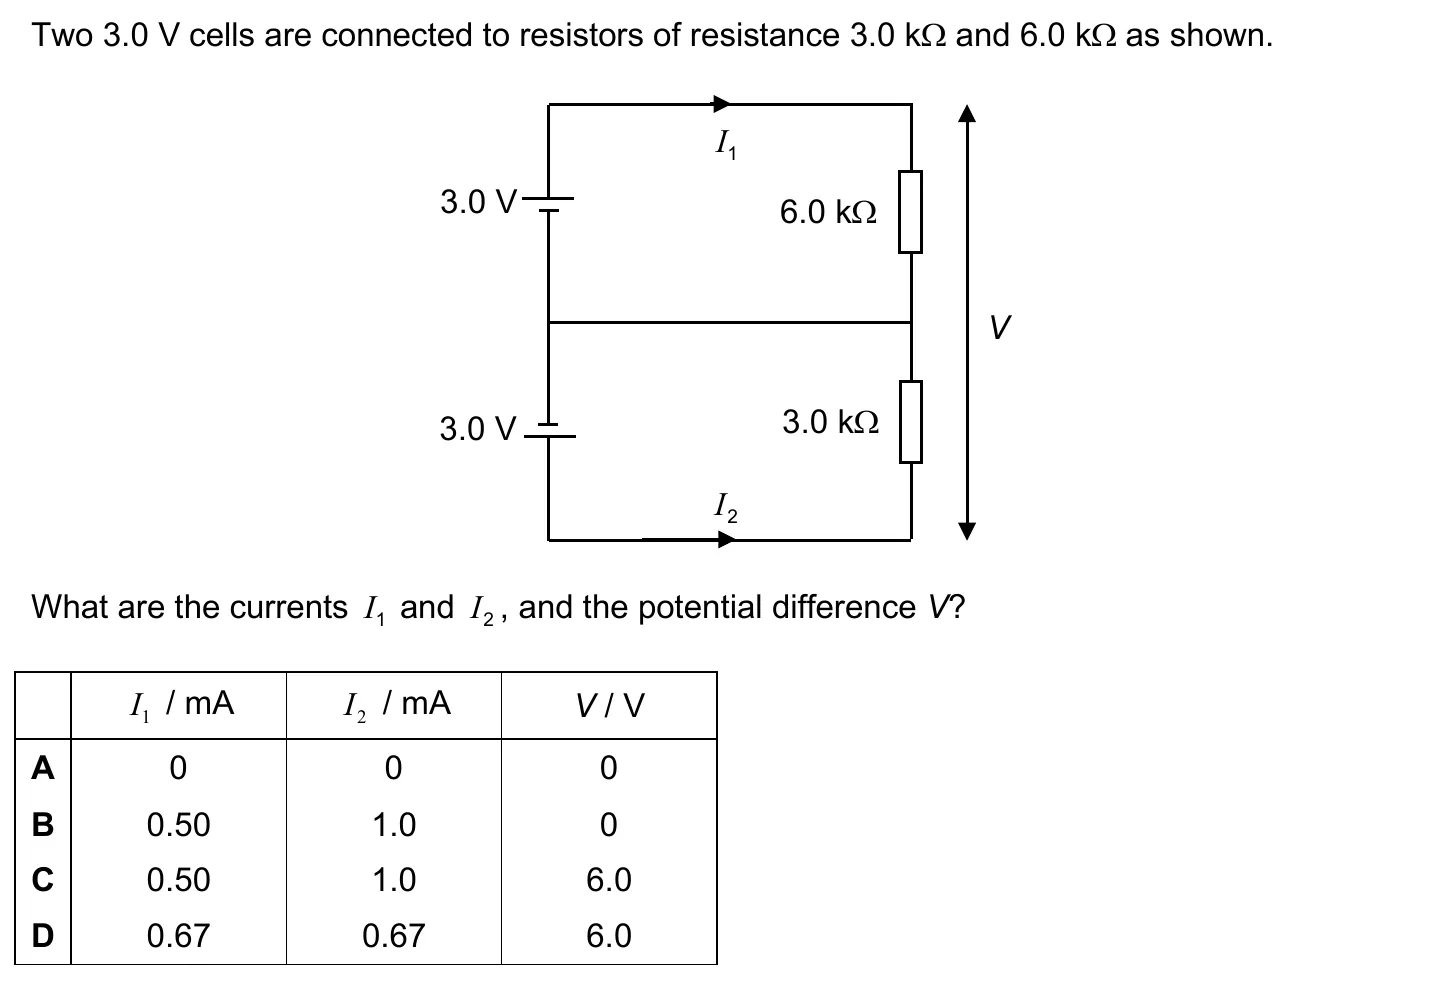 Two 3.0 V cells are connected to resistors of resistance 3.0 kΩ and 6.0 kΩ as shown.
I₁
3.0 V
6.0 kΩ
V
3.0 V
3.0 kΩ
I₂
What are the currents I₁ and I₂, and the potential difference V?
I₁ / mA I₂ / mA V / V
A 0 0 0
B 0.50 1.0 0
C 0.50 1.0 6.0
D 0.67 0.67 6.0